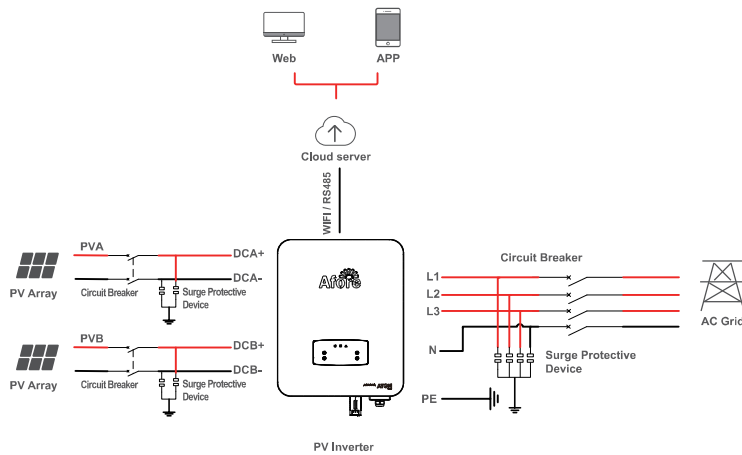 Web
APP
Cloud server
WIFI / RS485
PVA
DCA+
DCA-
PV Array
Circuit Breaker
Surge Protective
Device
PVB
DCB+
DCB-
PV Array
Circuit Breaker
Surge Protective
Device
Afore
PV Inverter
Circuit Breaker
L1
L2
L3
N
PE
Surge Protective
Device
AC Grid